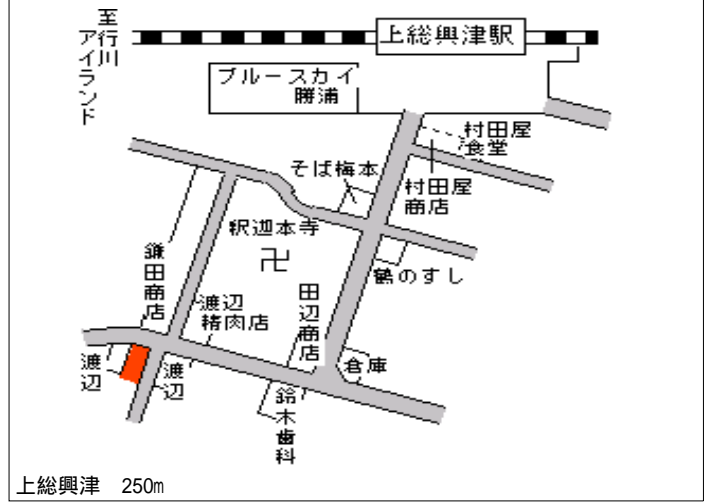 至行川アイランド
上総興津駅
ブルースカイ
勝浦
村田屋
食堂
村田屋
商店
そば梅本
釈迦本寺
卍
鶴のすし
鎌田商店
渡辺
精肉店
田辺商店
倉庫
渡辺
渡辺
鈴木歯科
上総興津　250m